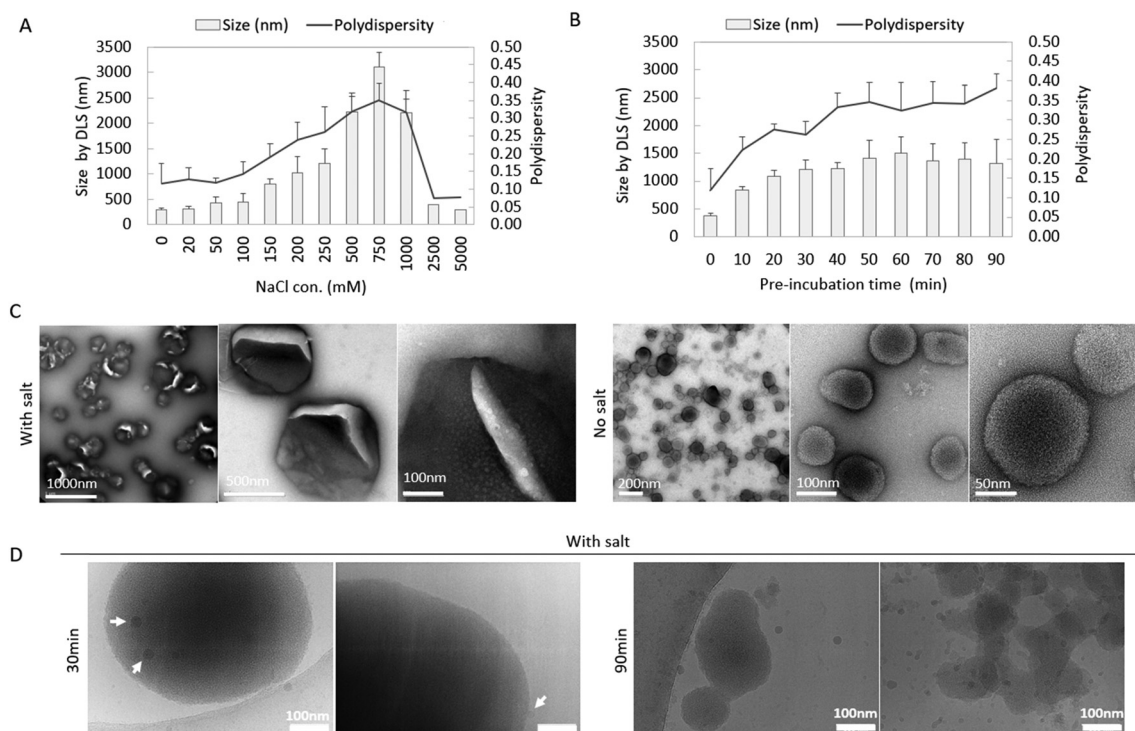 A
Size (nm)
Polydispersity
3500
3000
2500
2000
1500
1000
500
0
Size by DLS (nm)
0.50
0.45
0.40
0.35
0.30
0.25
0.20
0.15
0.10
0.05
0.00
Polydispersity
0 20 50 100 150 200 250 500 750 1000 2500 5000
NaCl con. (mM)
B
Size (nm)
Polydispersity
3500
3000
2500
2000
1500
1000
500
0
Size by DLS (nm)
0.50
0.45
0.40
0.35
0.30
0.25
0.20
0.15
0.10
0.05
0.00
Polydispersity
0 10 20 30 40 50 60 70 80 90
Pre-incubation time (min)
C
With salt
1000nm
500nm
100nm
No salt
200nm
100nm
50nm
With salt
D
30min
100nm
90min
100nm
100nm